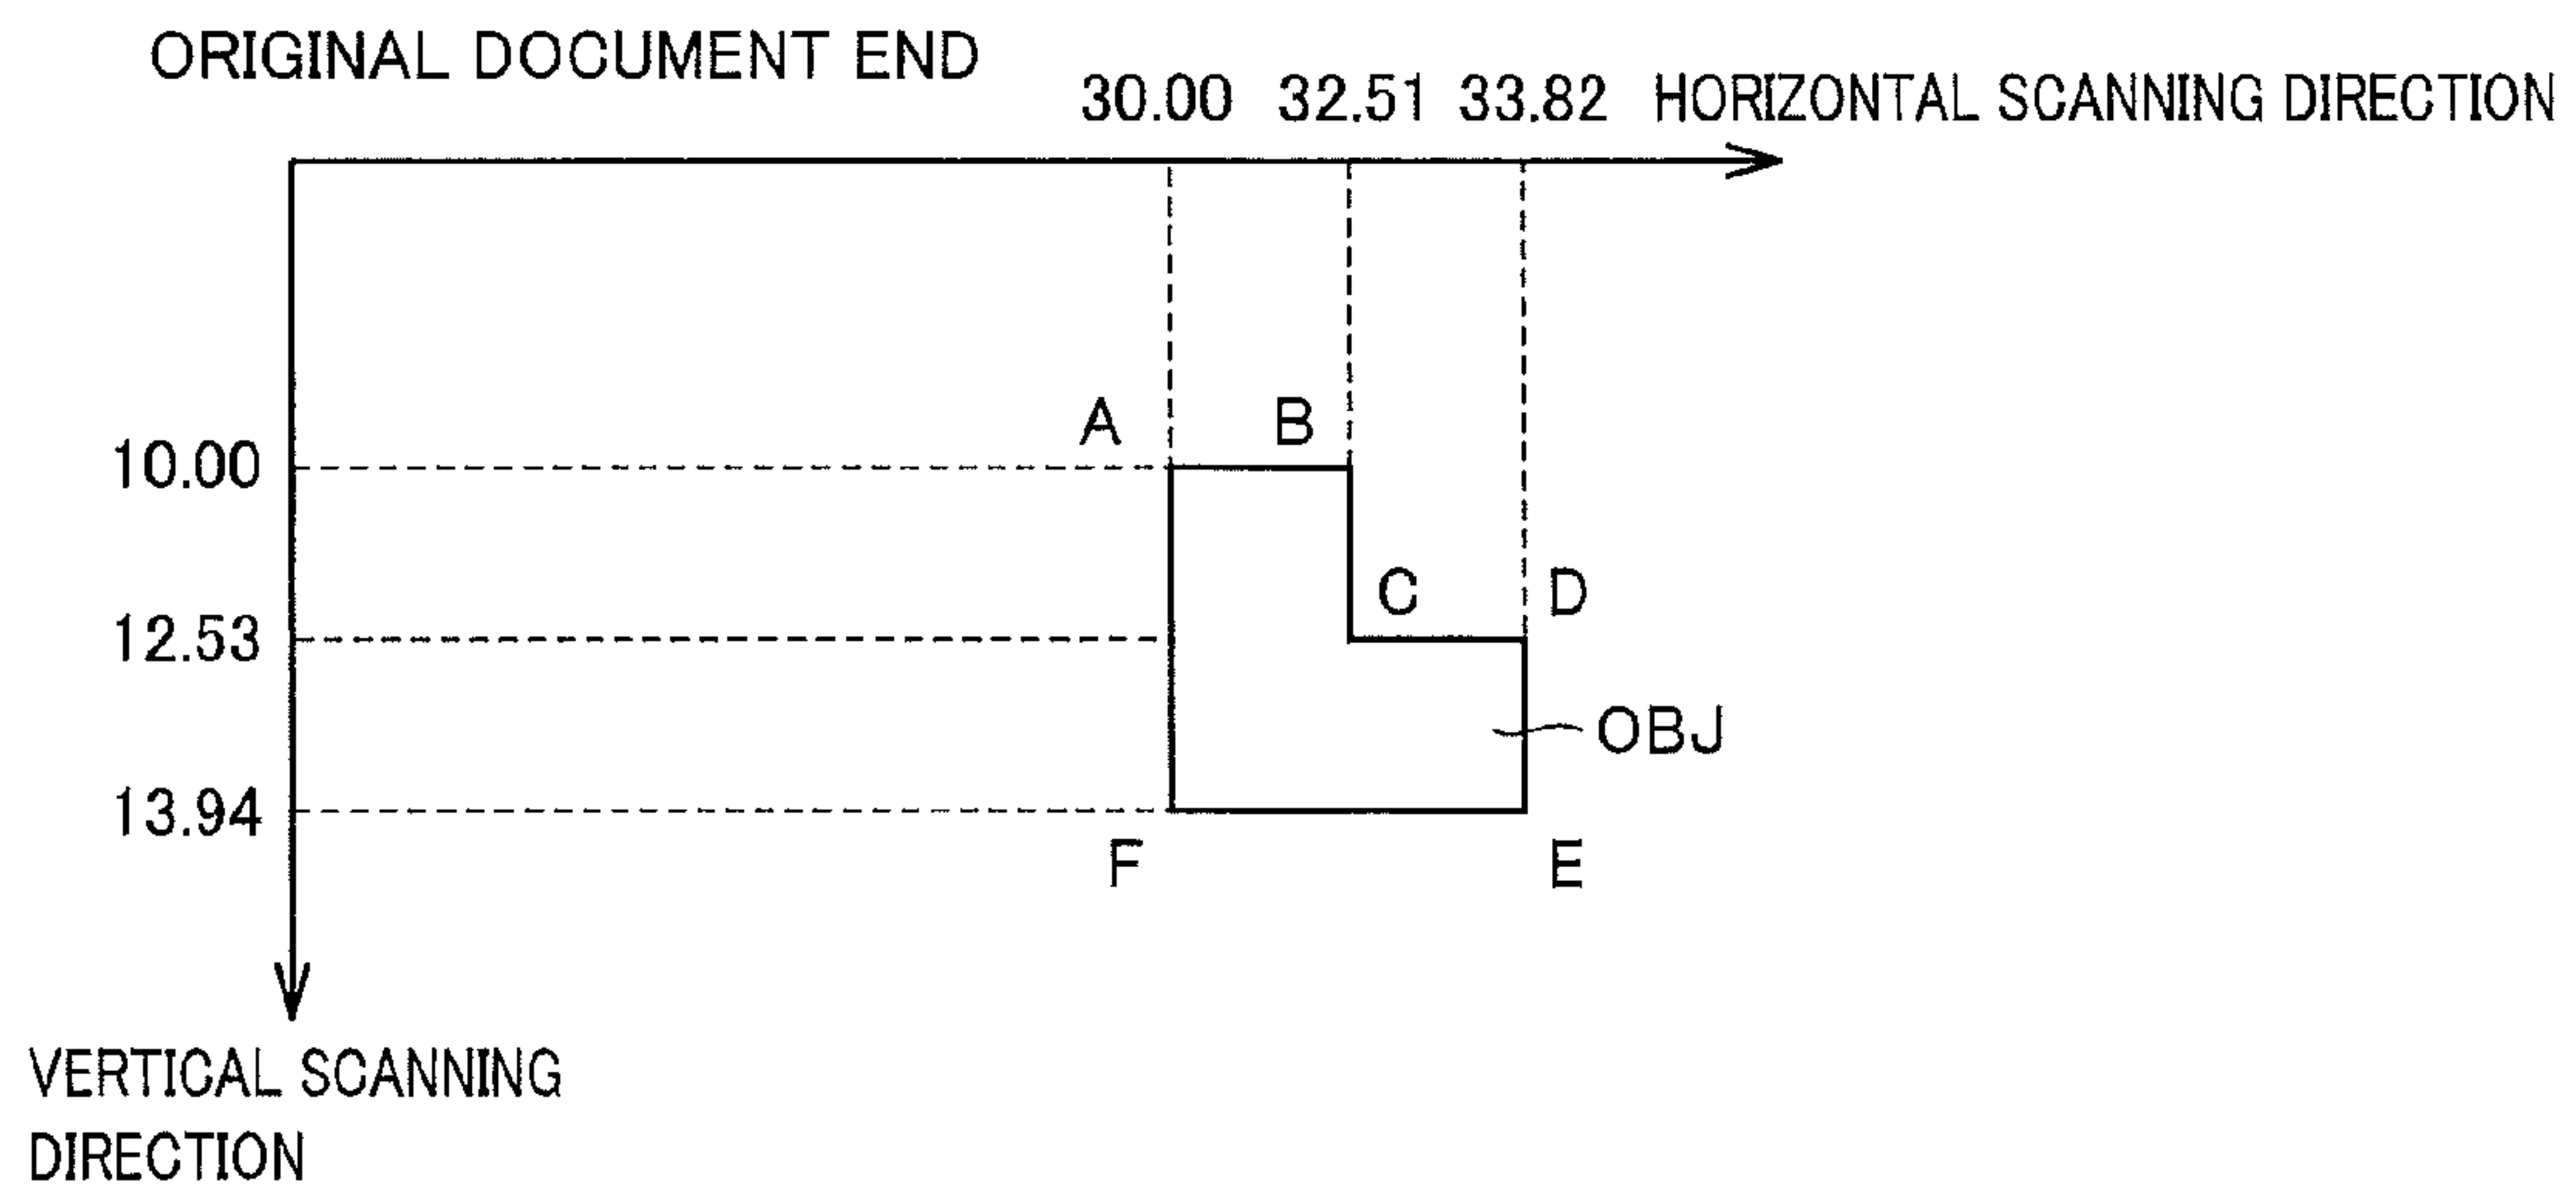 ORIGINAL DOCUMENT END
30.00 32.51 33.82 HORIZONTAL SCANNING DIRECTION
A B
10.00
C D
12.53
OBJ
13.94
F E
VERTICAL SCANNING
DIRECTION